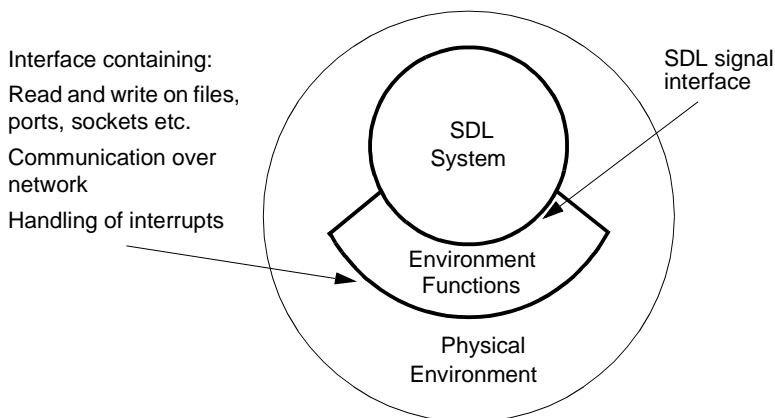 Interface containing:
Read and write on files,
ports, sockets etc.
Communication over
network
Handling of interrupts
SDL signal
interface
SDL
System
Environment
Functions
Physical
Environment